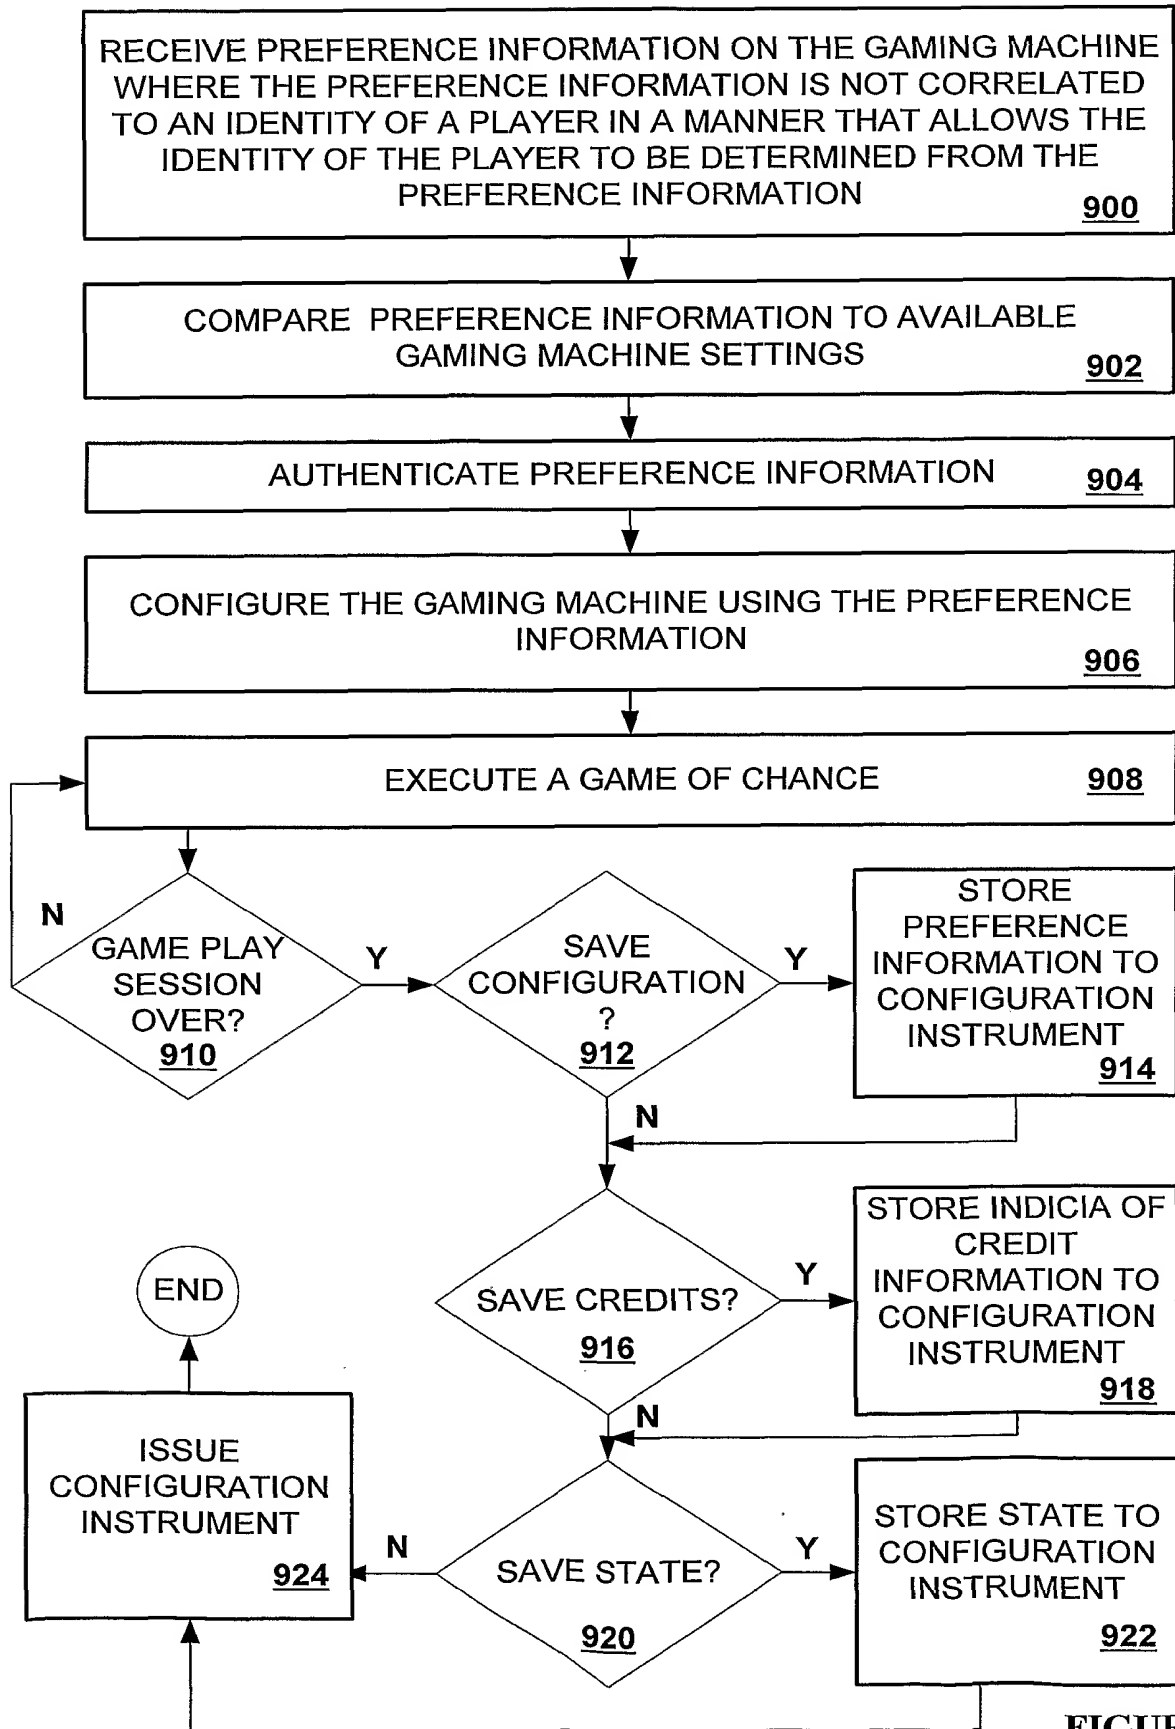 RECEIVE PREFERENCE INFORMATION ON THE GAMING MACHINE
WHERE THE PREFERENCE INFORMATION IS NOT CORRELATED
TO AN IDENTITY OF A PLAYER IN A MANNER THAT ALLOWS THE
IDENTITY OF THE PLAYER TO BE DETERMINED FROM THE
PREFERENCE INFORMATION
900
COMPARE PREFERENCE INFORMATION TO AVAILABLE
GAMING MACHINE SETTINGS
902
AUTHENTICATE PREFERENCE INFORMATION
904
CONFIGURE THE GAMING MACHINE USING THE PREFERENCE
INFORMATION
906
EXECUTE A GAME OF CHANCE
908
N
GAME PLAY
SESSION
OVER?
910
Y
SAVE
CONFIGURATION
?
912
Y
STORE
PREFERENCE
INFORMATION TO
CONFIGURATION
INSTRUMENT
914
N
SAVE CREDITS?
916
Y
STORE INDICIA OF
CREDIT
INFORMATION TO
CONFIGURATION
INSTRUMENT
918
N
SAVE STATE?
920
Y
STORE STATE TO
CONFIGURATION
INSTRUMENT
922
N
ISSUE
CONFIGURATION
INSTRUMENT
924
END